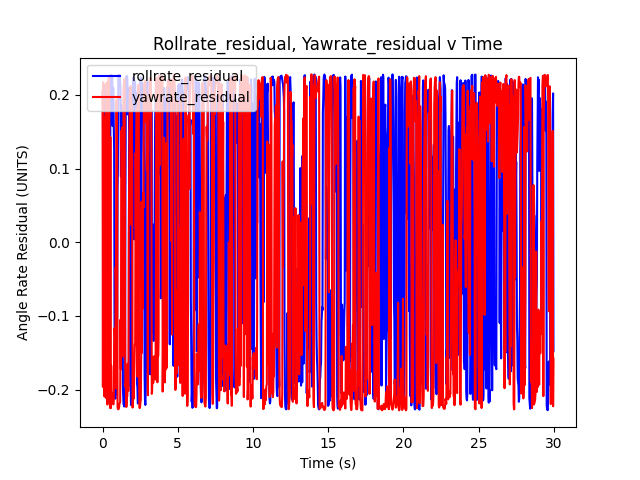 Rollrate_residual, Yawrate_residual v Time
rollrate_residual
yawrate_residual
Angle Rate Residual (UNITS)
0.2
0.1
0.0
−0.1
−0.2
0 5 10 15 20 25 30
Time (s)